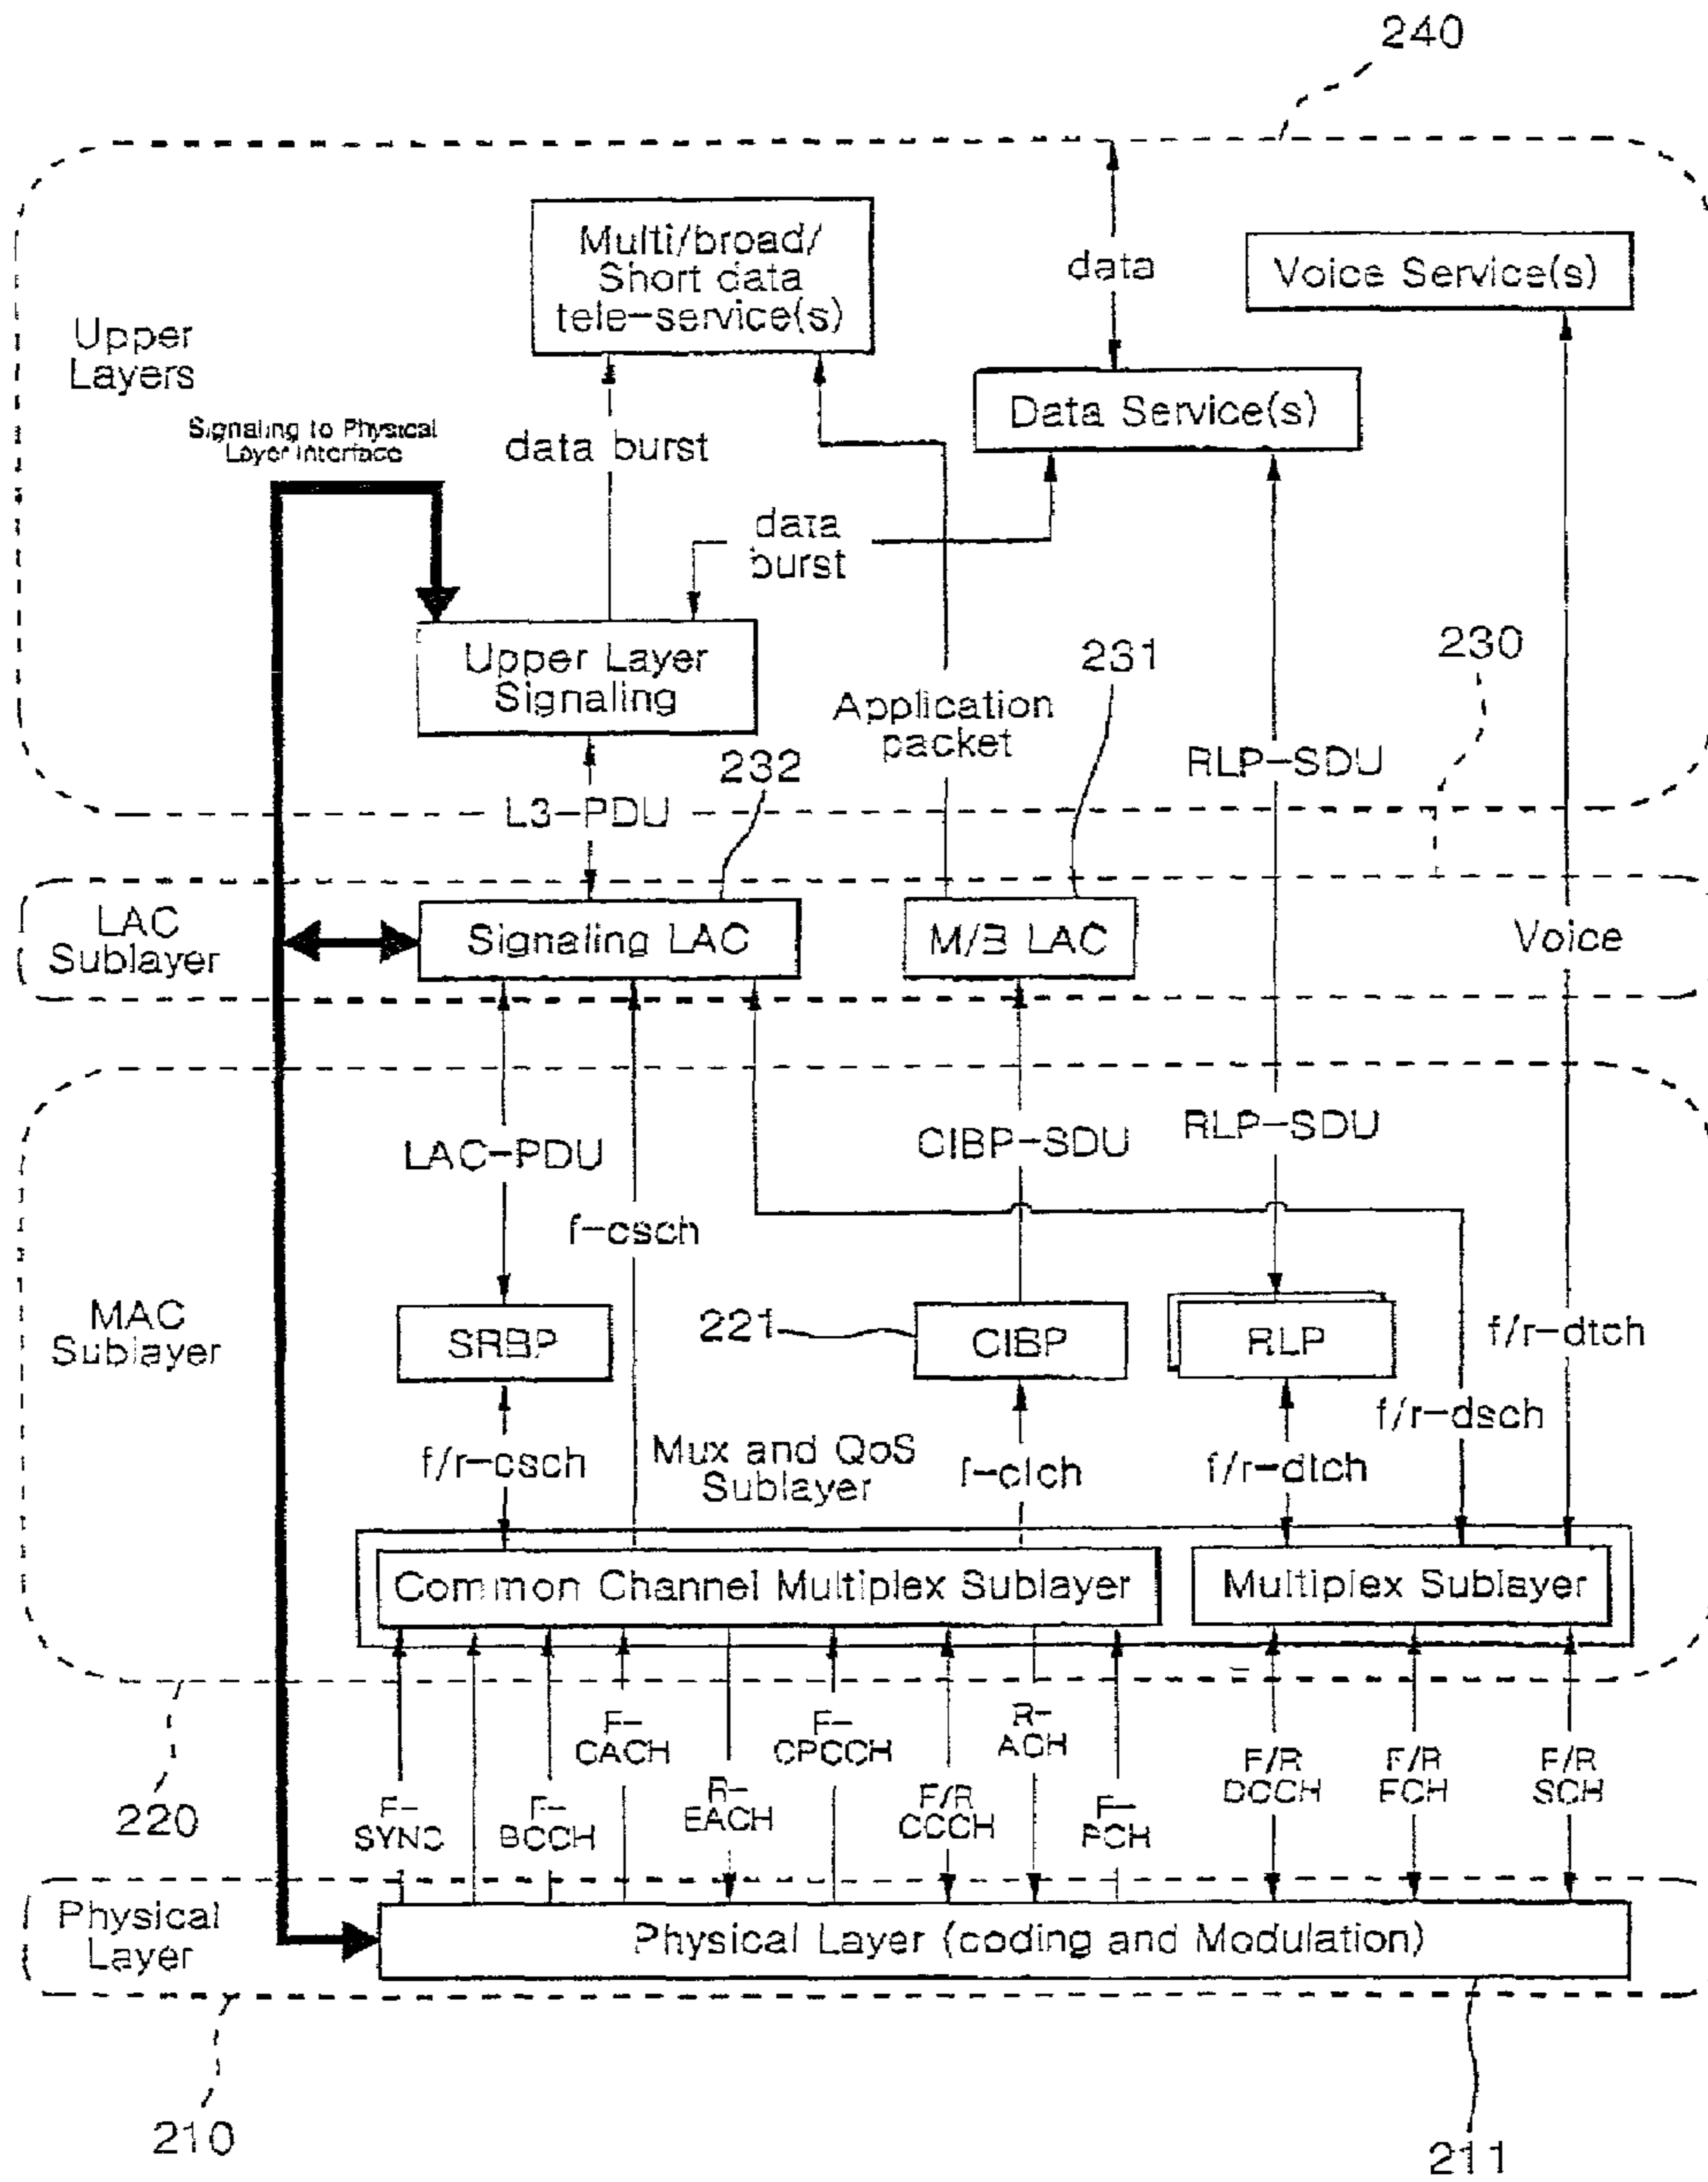 240
Multi/broad/
Short data
tele-service(s)
data
Voice Service(s)
Upper
Layers
Data Service(s)
Signaling to Physical
Layer Interface
data burst
data
burst
Upper Layer
Signaling
231
230
Application
packet
232
RLP-SDU
L3-PDU
LAC
Sublayer
Signaling LAC
M/B LAC
Voice
LAC-PDU
CIBP-SDU
RLP-SDU
f-csch
MAC
Sublayer
SRBP
221
CIBP
RLP
f/r-dtch
f/r-dsch
f/r-csch
Mux and QoS
Sublayer
f/r-dtch
Common Channel Multiplex Sublayer
Multiplex Sublayer
F-
CACH
F-
CPCCH
R-
ACH
F/R
DCCH
F/R
FCH
F/R
SCH
220
F-
SYNC
F-
BCCH
R-
EACH
F/R
CCCH
F-
PCH
Physical
Layer
Physical Layer (coding and Modulation)
210
211